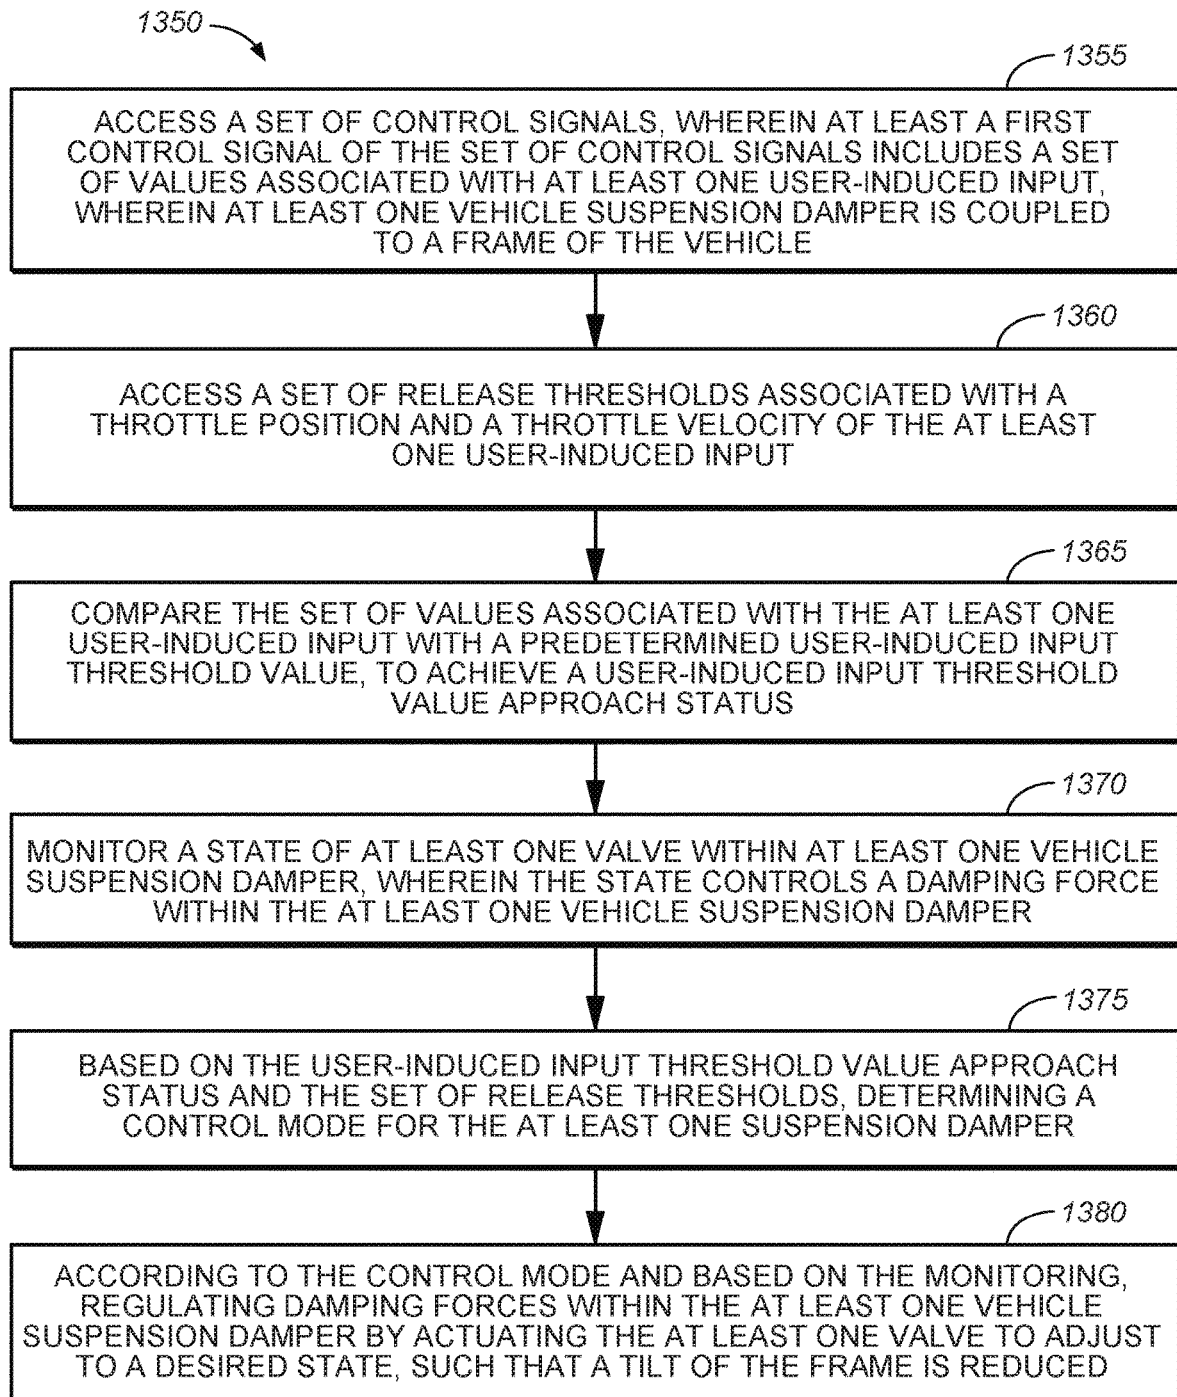 1350
1355
ACCESS A SET OF CONTROL SIGNALS, WHEREIN AT LEAST A FIRST
CONTROL SIGNAL OF THE SET OF CONTROL SIGNALS INCLUDES A SET
OF VALUES ASSOCIATED WITH AT LEAST ONE USER-INDUCED INPUT,
WHEREIN AT LEAST ONE VEHICLE SUSPENSION DAMPER IS COUPLED
TO A FRAME OF THE VEHICLE
1360
ACCESS A SET OF RELEASE THRESHOLDS ASSOCIATED WITH A
THROTTLE POSITION AND A THROTTLE VELOCITY OF THE AT LEAST
ONE USER-INDUCED INPUT
1365
COMPARE THE SET OF VALUES ASSOCIATED WITH THE AT LEAST ONE
USER-INDUCED INPUT WITH A PREDETERMINED USER-INDUCED INPUT
THRESHOLD VALUE, TO ACHIEVE A USER-INDUCED INPUT THRESHOLD
VALUE APPROACH STATUS
1370
MONITOR A STATE OF AT LEAST ONE VALVE WITHIN AT LEAST ONE VEHICLE
SUSPENSION DAMPER, WHEREIN THE STATE CONTROLS A DAMPING FORCE
WITHIN THE AT LEAST ONE VEHICLE SUSPENSION DAMPER
1375
BASED ON THE USER-INDUCED INPUT THRESHOLD VALUE APPROACH
STATUS AND THE SET OF RELEASE THRESHOLDS, DETERMINING A
CONTROL MODE FOR THE AT LEAST ONE SUSPENSION DAMPER
1380
ACCORDING TO THE CONTROL MODE AND BASED ON THE MONITORING,
REGULATING DAMPING FORCES WITHIN THE AT LEAST ONE VEHICLE
SUSPENSION DAMPER BY ACTUATING THE AT LEAST ONE VALVE TO ADJUST
TO A DESIRED STATE, SUCH THAT A TILT OF THE FRAME IS REDUCED